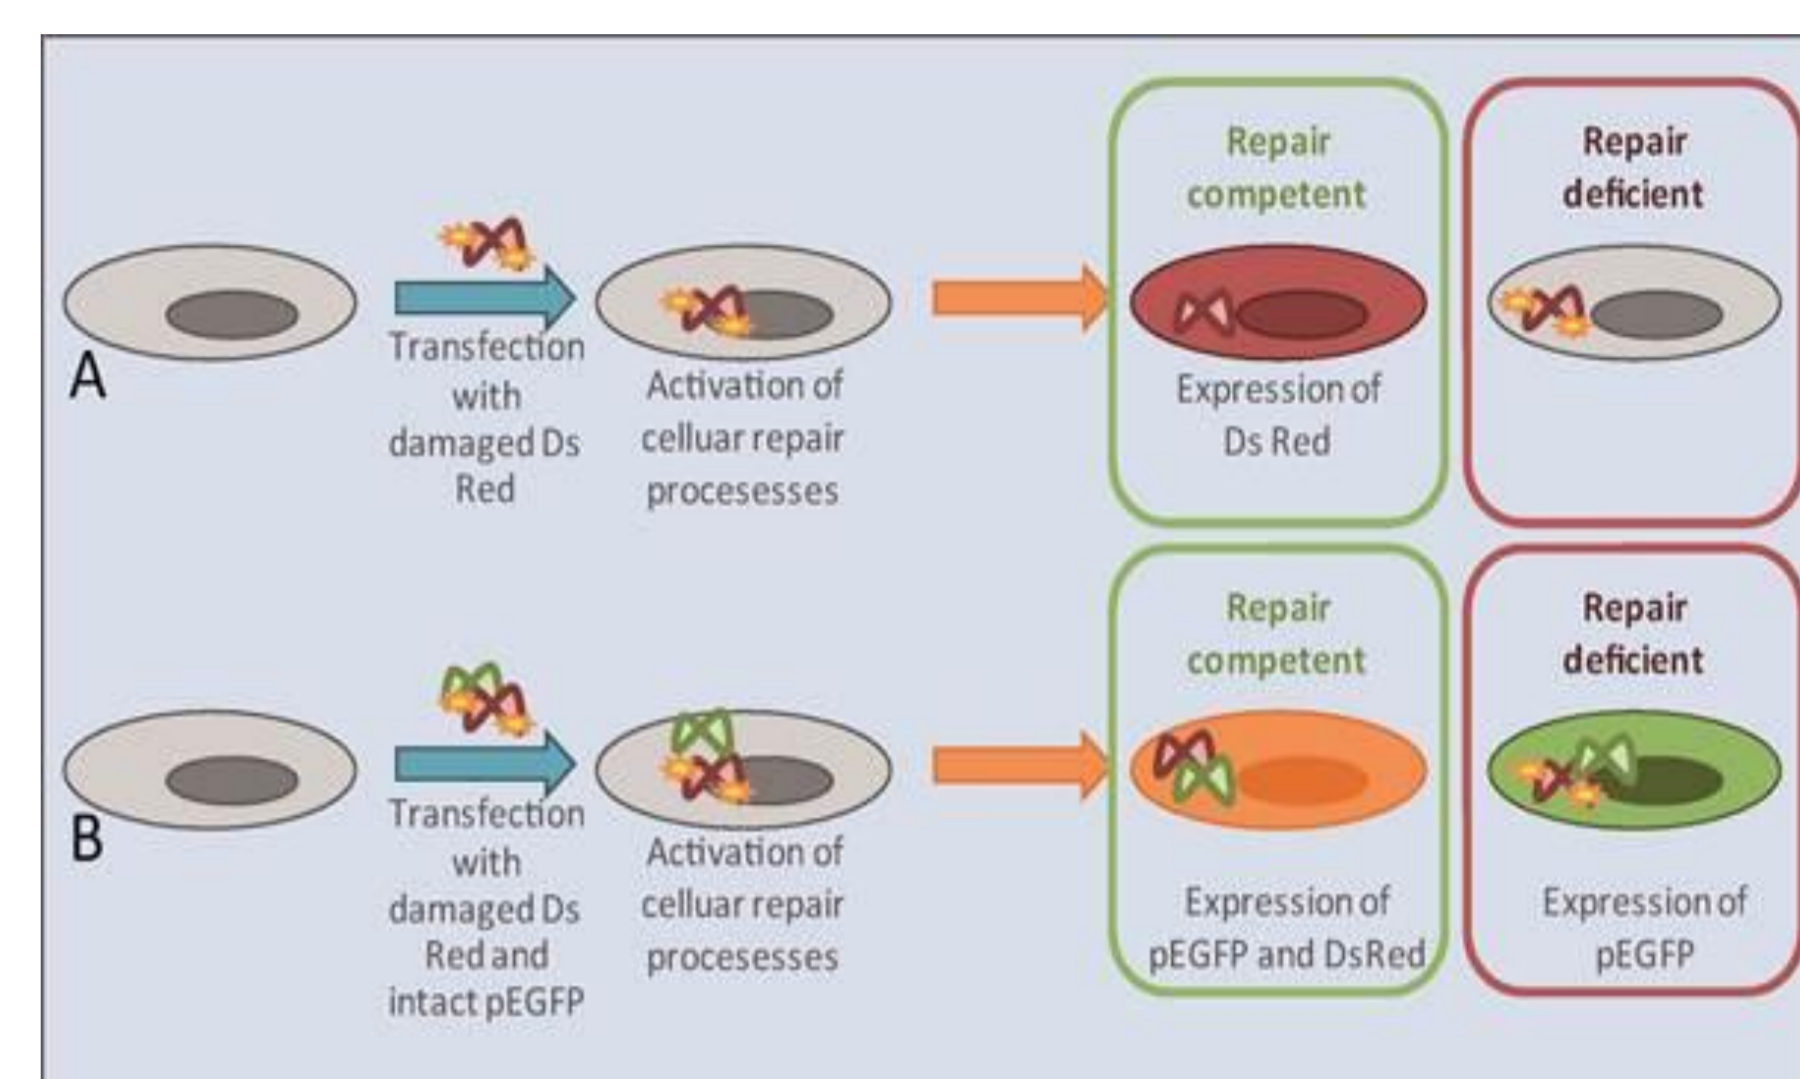 Repair
competent
Repair
deficient
A
Transfection
with
damaged Ds
Red
Activation of
celluar repair
procesesses
Expression of
Ds Red
Repair
competent
Repair
deficient
B
Transfection
with
damaged Ds
Red and
intact pEGFP
Activation of
celluar repair
procesesses
Expression of
pEGFP and DsRed
Expression of
pEGFP